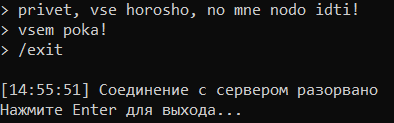 > privet, vse horosho, no mne nodo idti!
> vsem poka!
> /exit
[14:55:51] Соединение с сервером разорвано
Нажмите Enter для выхода...